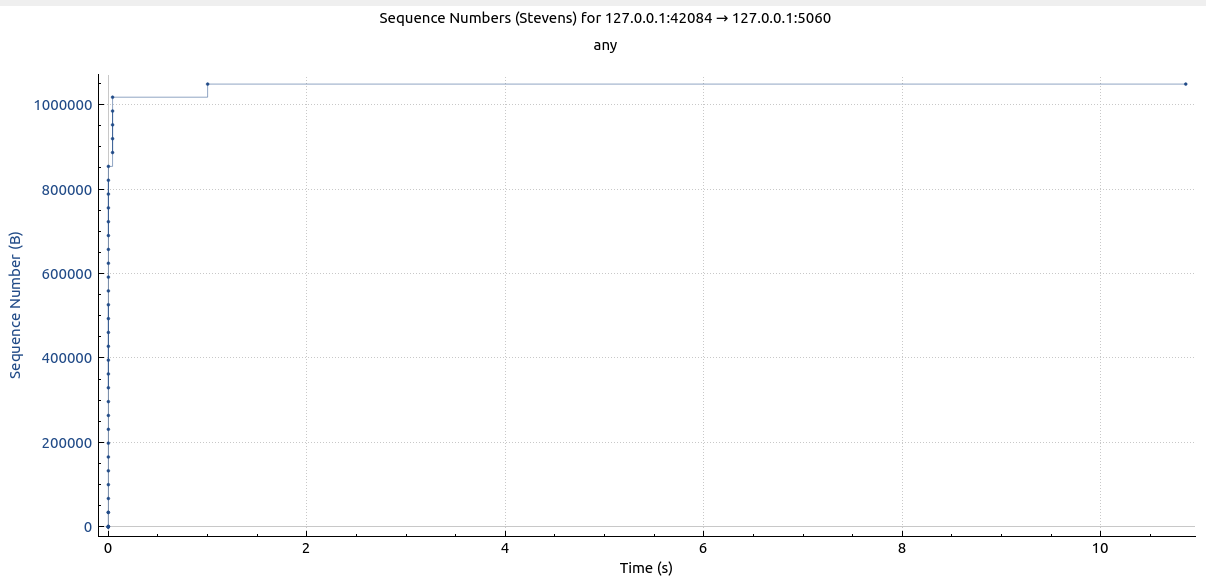 Sequence Numbers (Stevens) for 127.0.0.1:42084 → 127.0.0.1:5060
any
Sequence Number (B)
1000000
800000
600000
400000
200000
0
0 2 4 6 8 10
Time (s)